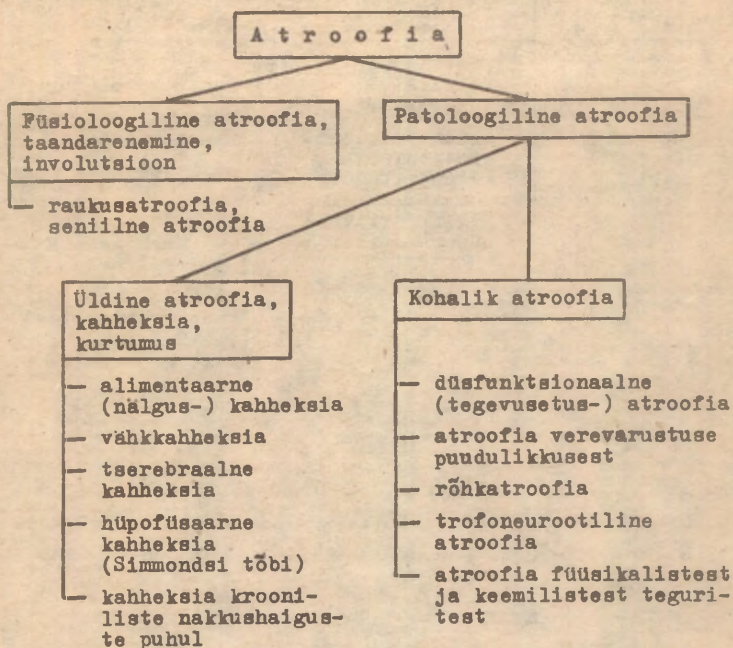 Atroofia
Füsioloogiline atroofia,
taandarenemine,
involutsioon
raukusatroofia,
seniilne atroofia
Patoloogiline atroofia
Üldine atroofia,
kahheksia,
kurtumus
alimentaarne
(nälgus-) kahheksia
vähkkahheksia
tserebraalne
kahheksia
hüpofüsaarne
kahheksia
(Simmondsi tõbi)
kahheksia krooni-
liste nakkushaigus-
te puhul
Kohalik atroofia
düsfunktsionaalne
(tegevusetus-) atroofia
atroofia verevarustuse
puudulikkusest
rõhkatroofia
trofoneurootiline
atroofia
atroofia füüsikalistest
ja keemilistest teguri-
test